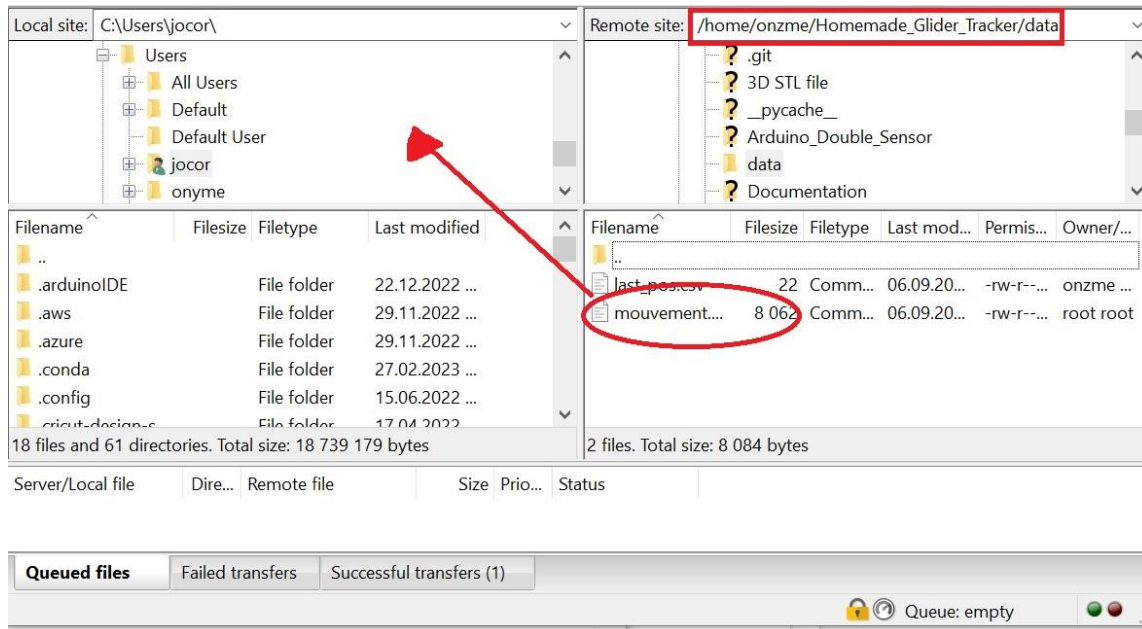 Local site: C:\Users\jocor\
Remote site: /home/onzme/Homemade_Glider_Tracker/data
Users
All Users
Default
Default User
jocor
onyme
? .git
? 3D STL file
? __pycache__
? Arduino_Double_Sensor
data
? Documentation
Filename Filesize Filetype Last modified
..
.arduinoIDE File folder 22.12.2022 ...
.aws File folder 29.11.2022 ...
.azure File folder 29.11.2022 ...
.conda File folder 27.02.2023 ...
.config File folder 15.06.2022 ...
.cricut-design-s File folder 17.04.2022
18 files and 61 directories. Total size: 18 739 179 bytes
Filename Filesize Filetype Last mod... Permis... Owner/...
..
last_pos.csv 22 Comm... 06.09.20... -rw-r--... onzme ...
mouvement.... 8 062 Comm... 06.09.20... -rw-r--... root root
2 files. Total size: 8 084 bytes
Server/Local file Dire... Remote file Size Prio... Status
Queued files Failed transfers Successful transfers (1)
Queue: empty